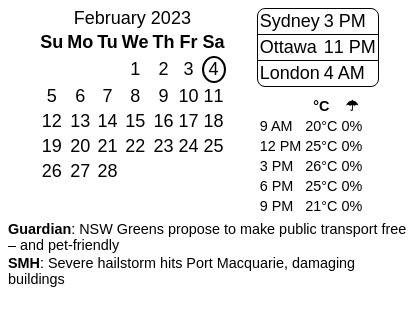 February 2023
Su Mo Tu We Th Fr Sa
1 2 3 4
5 6 7 8 9 10 11
12 13 14 15 16 17 18
19 20 21 22 23 24 25
26 27 28
Sydney 3 PM
Ottawa 11 PM
London 4 AM
°C ☂
9 AM 20°C 0%
12 PM 25°C 0%
3 PM 26°C 0%
6 PM 25°C 0%
9 PM 21°C 0%
Guardian: NSW Greens propose to make public transport free
– and pet-friendly
SMH: Severe hailstorm hits Port Macquarie, damaging
buildings